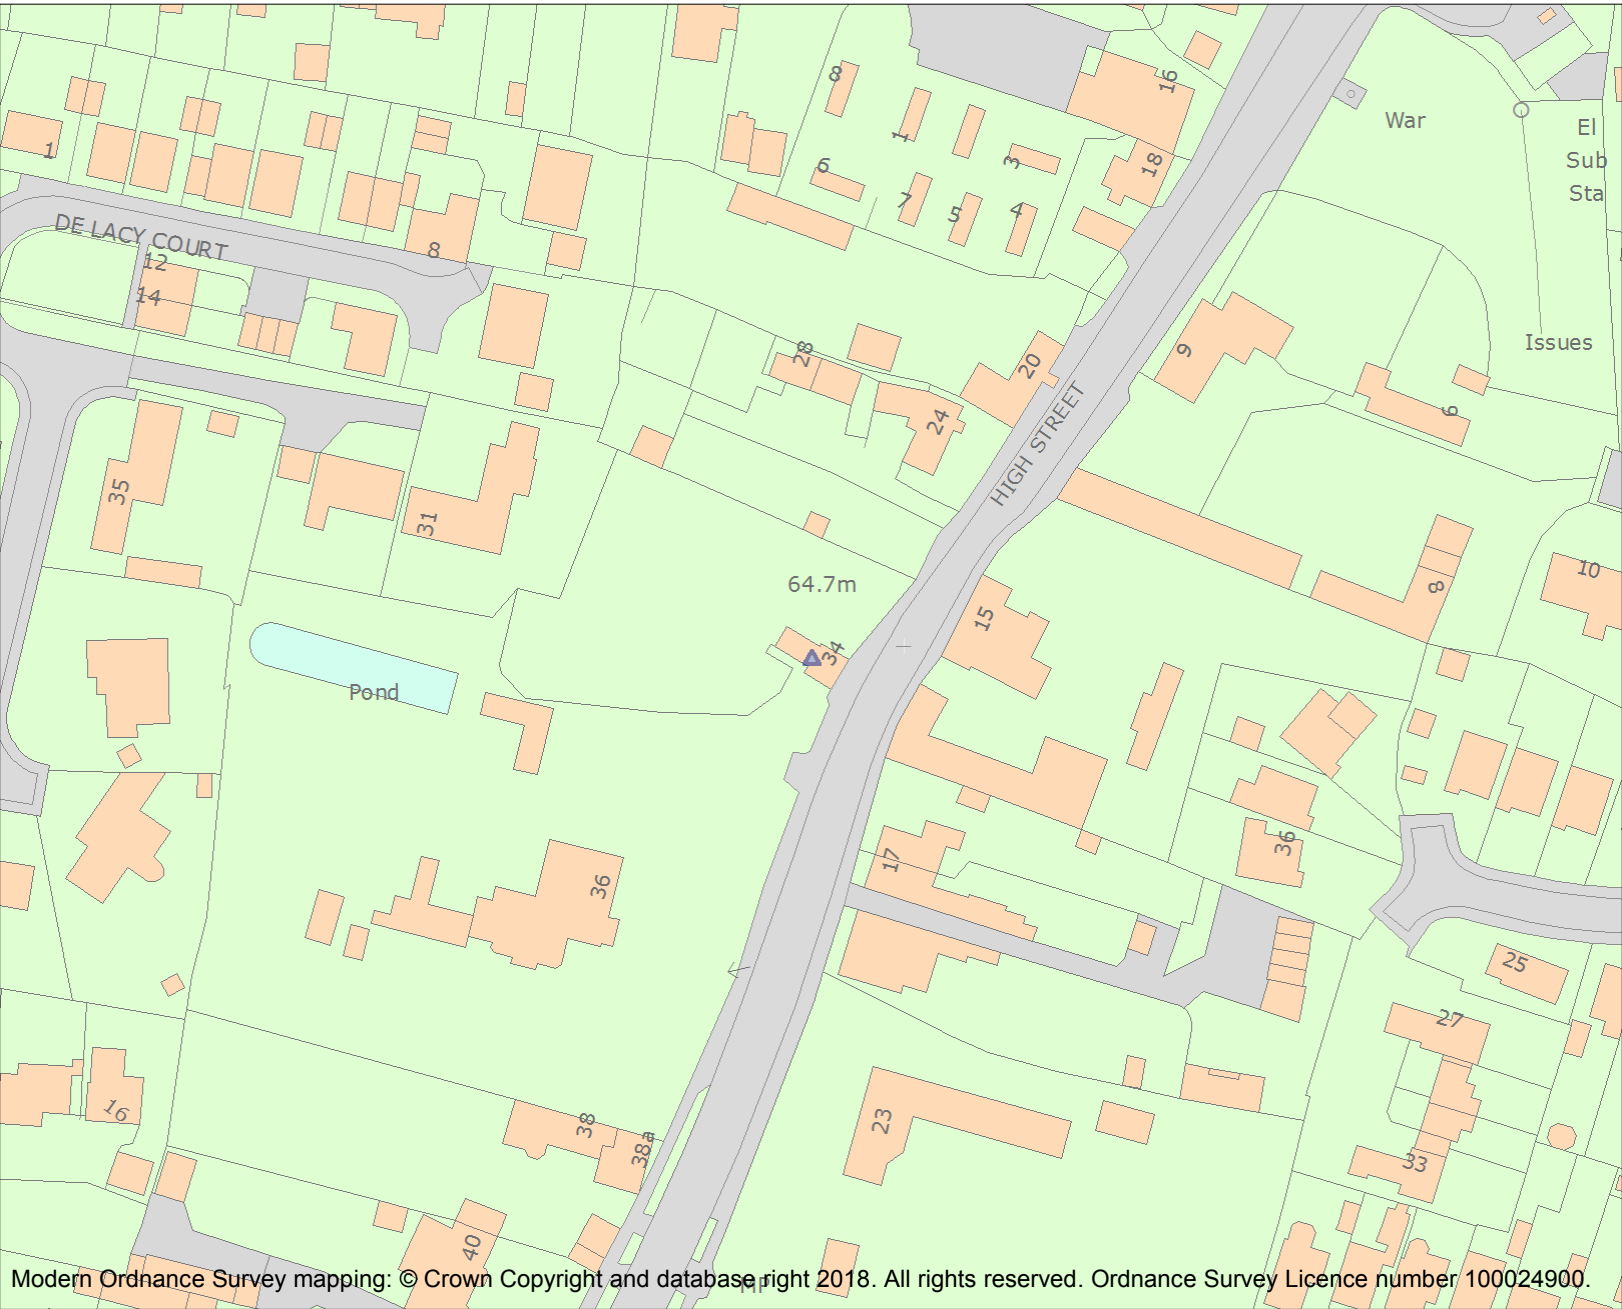 8
1
16
War
El
Sub
Sta
1
3
18
6
7
5
4
DE LACY COURT
8
12
14
28
20
9
Issues
HIGH STREET
24
6
35
31
64.7m
15
8
10
34
Pond
36
17
36
25
27
16
38
38a
23
33
40
MP
Modern Ordnance Survey mapping: © Crown Copyright and database right 2018. All rights reserved. Ordnance Survey Licence number 100024900.